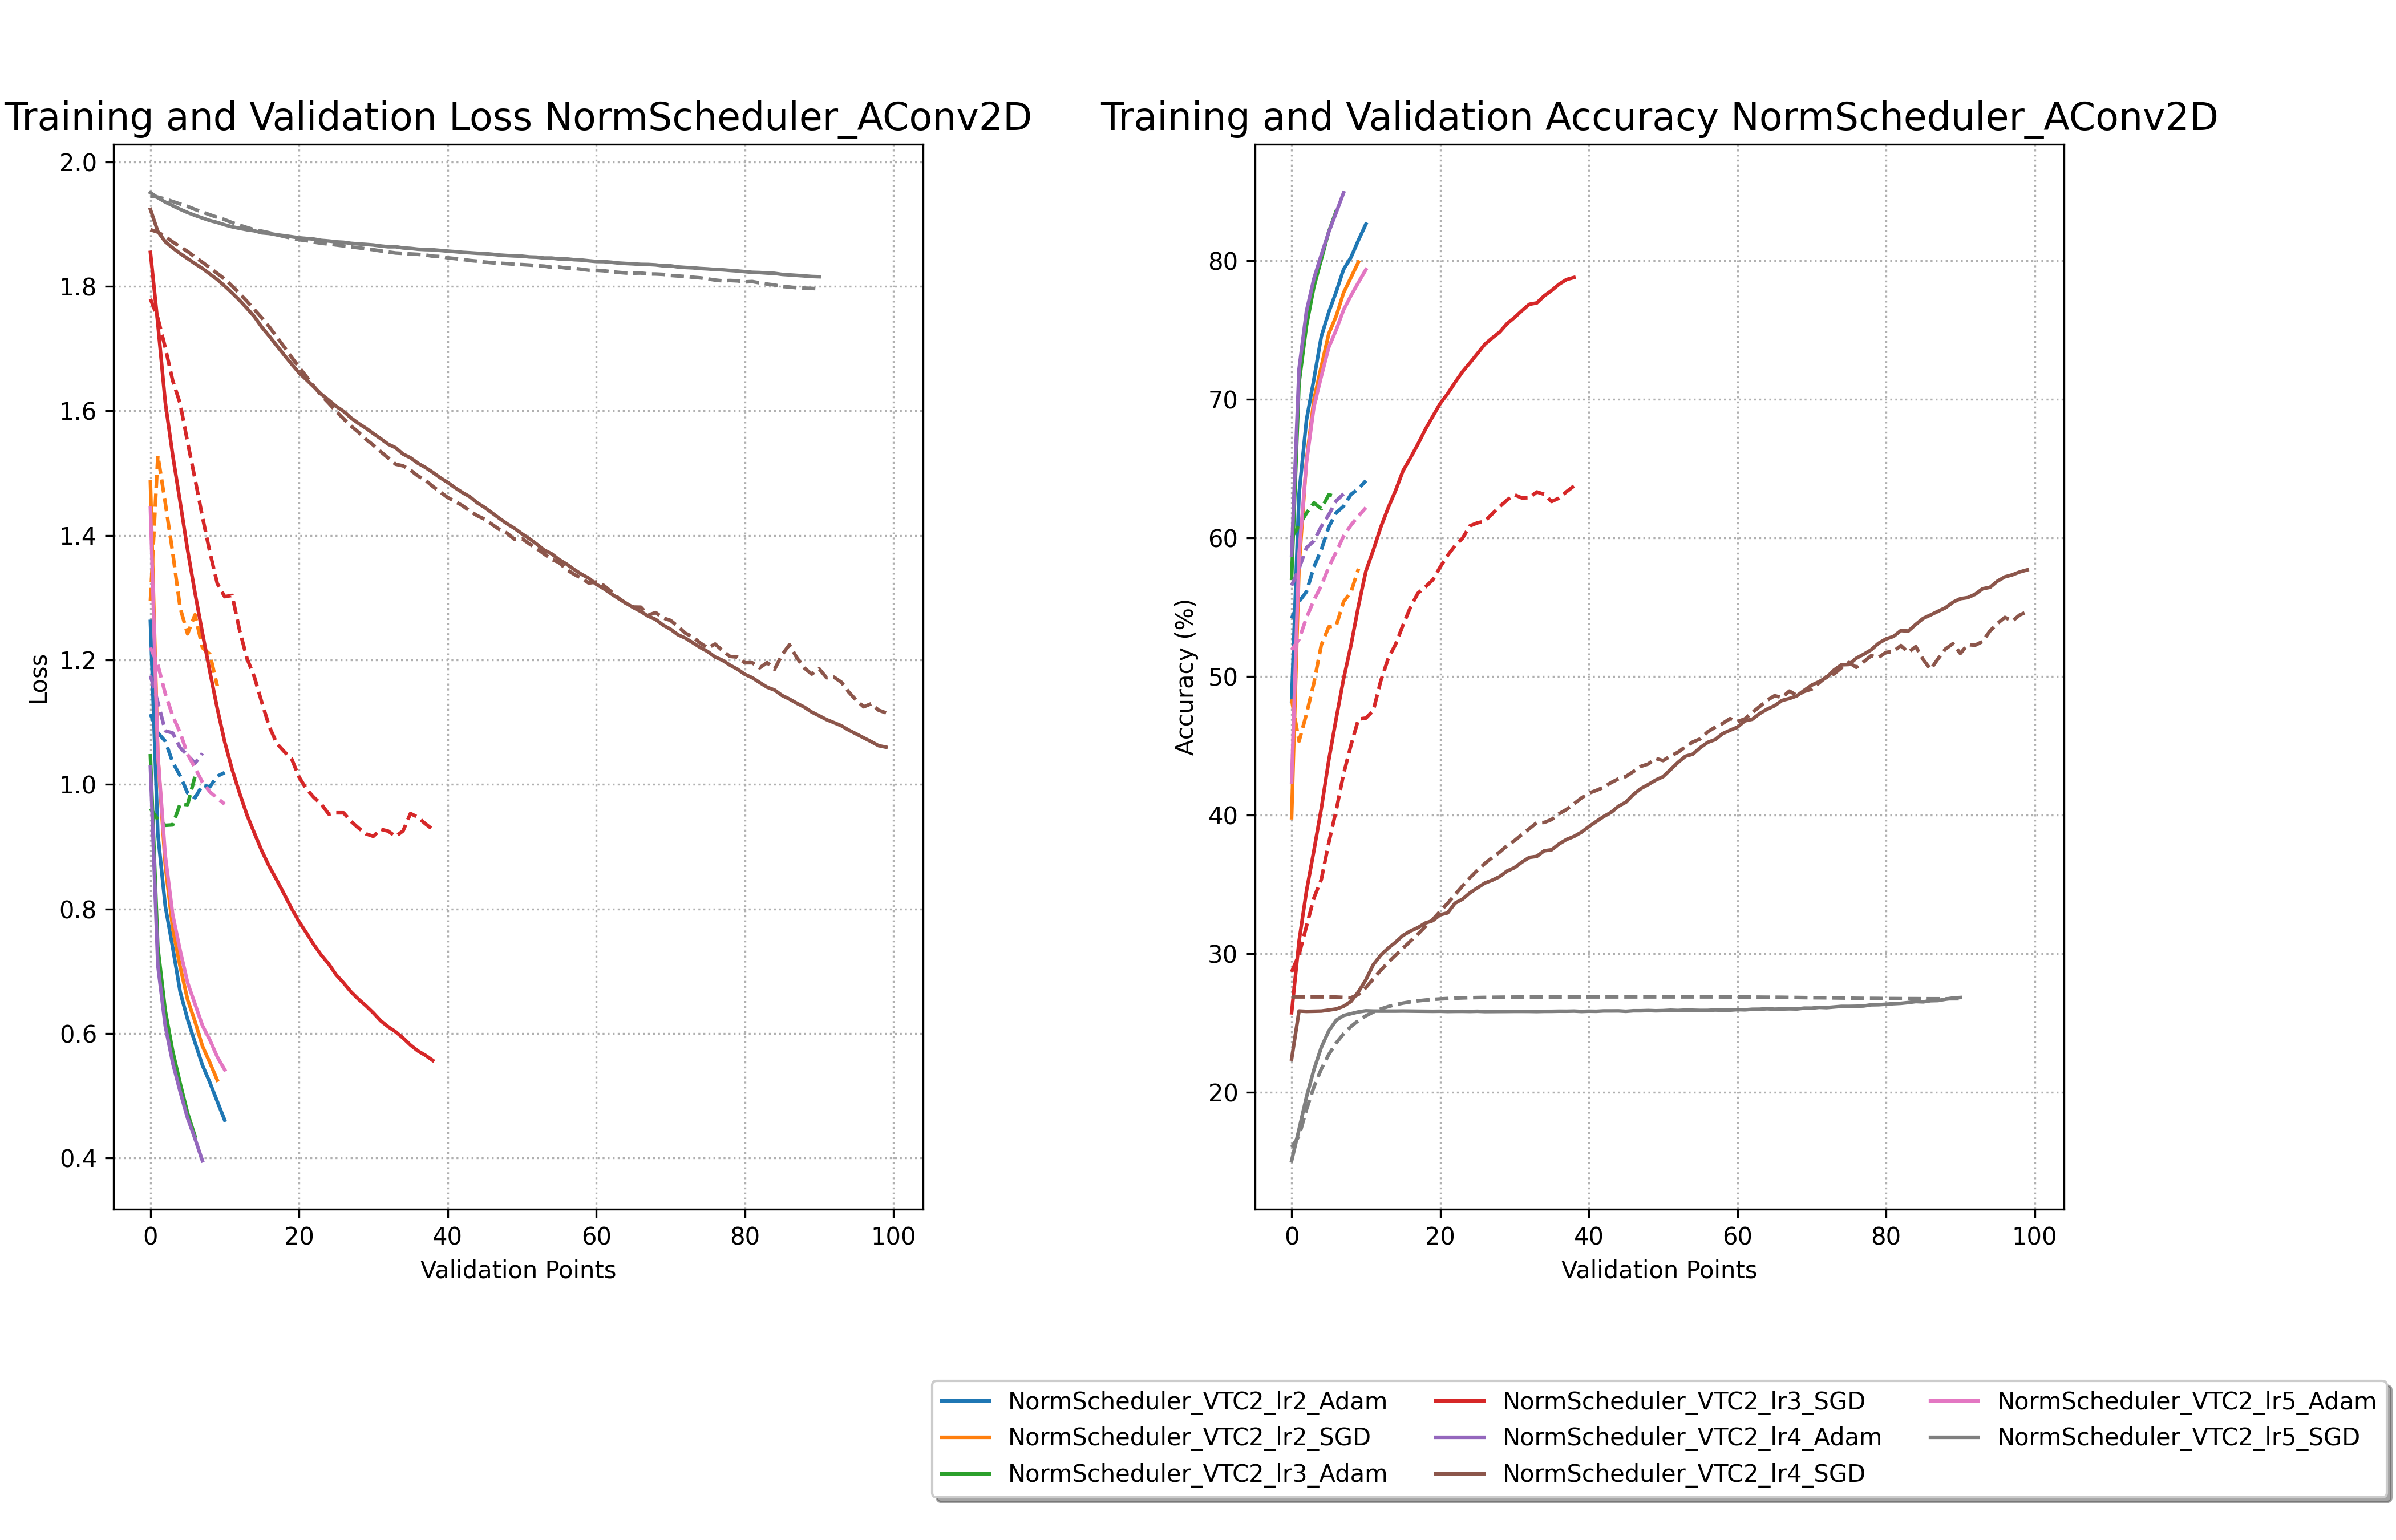 Training and Validation Loss NormScheduler_AConv2D
2.0
1.8
1.6
1.4
1.2
1.0
0.8
0.6
0.4
Loss
0 20 40 60 80 100
Validation Points
Training and Validation Accuracy NormScheduler_AConv2D
80
70
60
50
40
30
20
Accuracy (%)
0 20 40 60 80 100
Validation Points
NormScheduler_VTC2_lr2_Adam
NormScheduler_VTC2_lr2_SGD
NormScheduler_VTC2_lr3_Adam
NormScheduler_VTC2_lr3_SGD
NormScheduler_VTC2_lr4_Adam
NormScheduler_VTC2_lr4_SGD
NormScheduler_VTC2_lr5_Adam
NormScheduler_VTC2_lr5_SGD